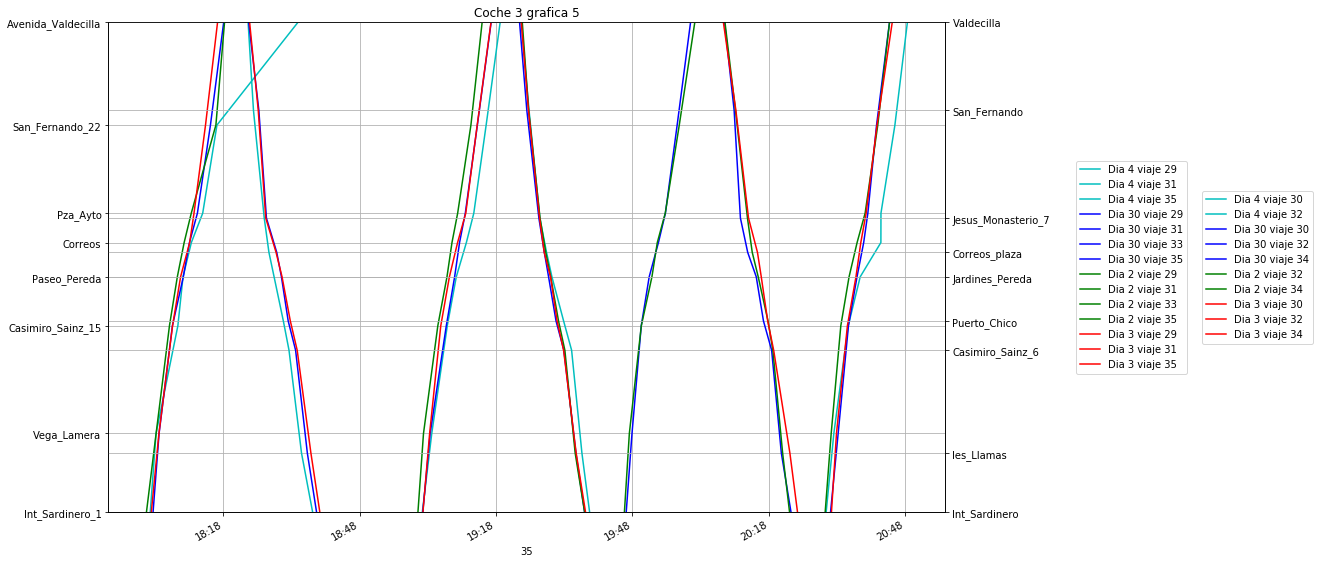 Coche 3 grafica 5
Avenida_Valdecilla
San_Fernando_22
Pza_Ayto
Correos
Paseo_Pereda
Casimiro_Sainz_15
Vega_Lamera
Int_Sardinero_1
Valdecilla
San_Fernando
Jesus_Monasterio_7
Correos_plaza
Jardines_Pereda
Puerto_Chico
Casimiro_Sainz_6
Ies_Llamas
Int_Sardinero
18:18
18:48
19:18
19:48
20:18
20:48
35
Dia 4 viaje 29
Dia 4 viaje 31
Dia 4 viaje 35
Dia 30 viaje 29
Dia 30 viaje 31
Dia 30 viaje 33
Dia 30 viaje 35
Dia 2 viaje 29
Dia 2 viaje 31
Dia 2 viaje 33
Dia 2 viaje 35
Dia 3 viaje 29
Dia 3 viaje 31
Dia 3 viaje 35
Dia 4 viaje 30
Dia 4 viaje 32
Dia 30 viaje 30
Dia 30 viaje 32
Dia 30 viaje 34
Dia 2 viaje 32
Dia 2 viaje 34
Dia 3 viaje 30
Dia 3 viaje 32
Dia 3 viaje 34